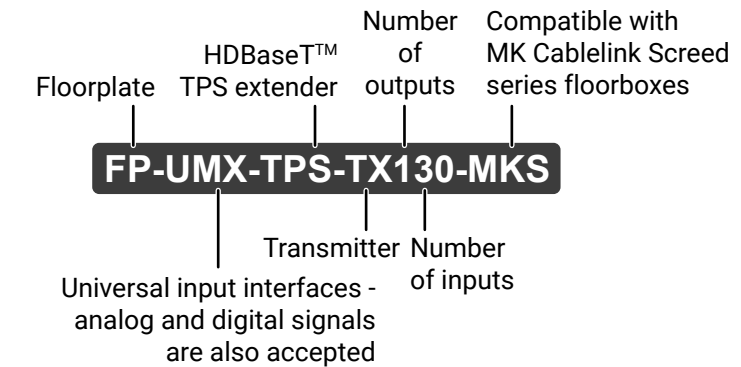 Floorplate
HDBaseT™
TPS extender
Number
of
outputs
Compatible with
MK Cablelink Screed
series floorboxes
FP-UMX-TPS-TX130-MKS
Universal input interfaces -
analog and digital signals
are also accepted
Transmitter
Number
of inputs